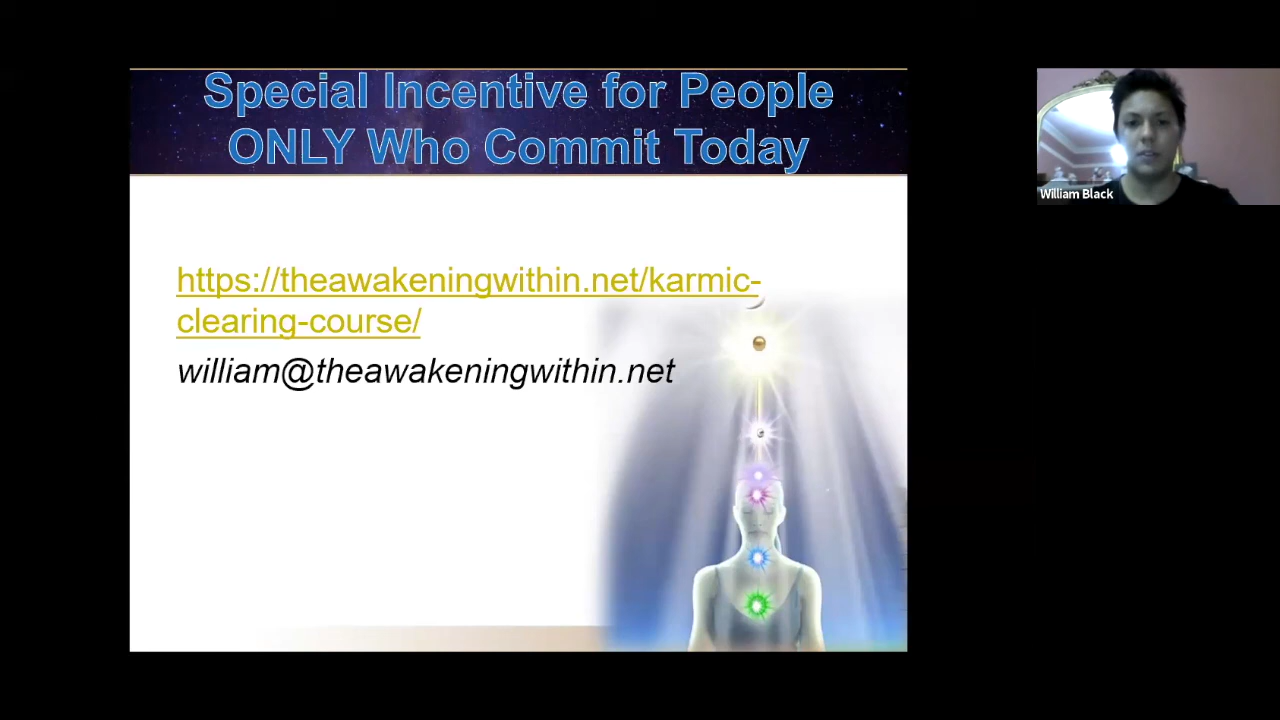 Special Incentive for People
ONLY Who Commit Today
https://theawakeningwithin.net/karmic-
clearing-course/
william@theawakeningwithin.net
William Black